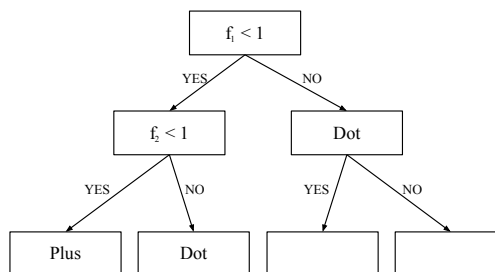 f₁ < 1
YES
NO
f₂ < 1
Dot
YES
NO
YES
NO
Plus
Dot